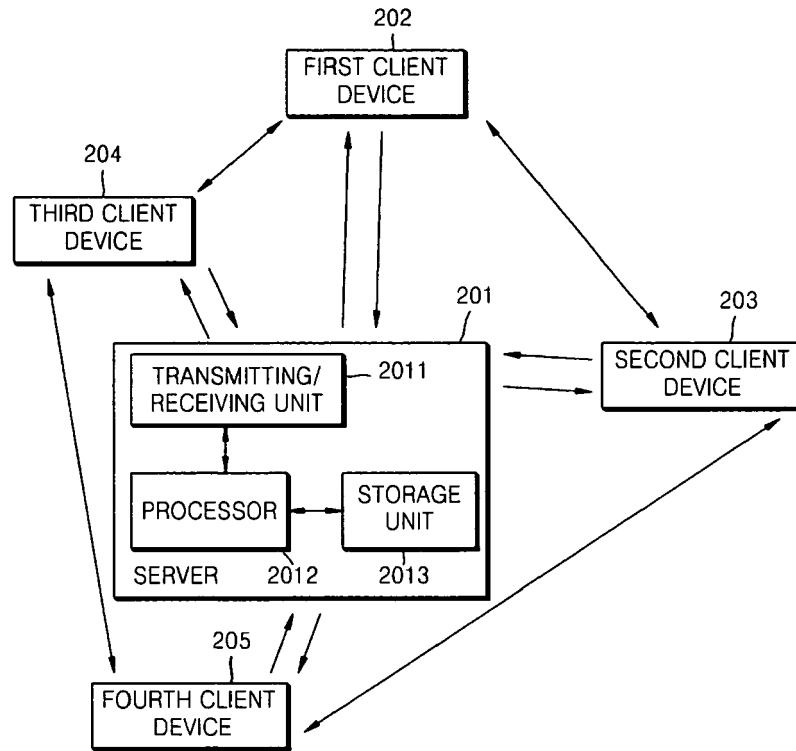 202
FIRST CLIENT
DEVICE
204
THIRD CLIENT
DEVICE
201
203
SECOND CLIENT
DEVICE
TRANSMITTING/
RECEIVING UNIT
2011
PROCESSOR
STORAGE
UNIT
SERVER
2012
2013
205
FOURTH CLIENT
DEVICE